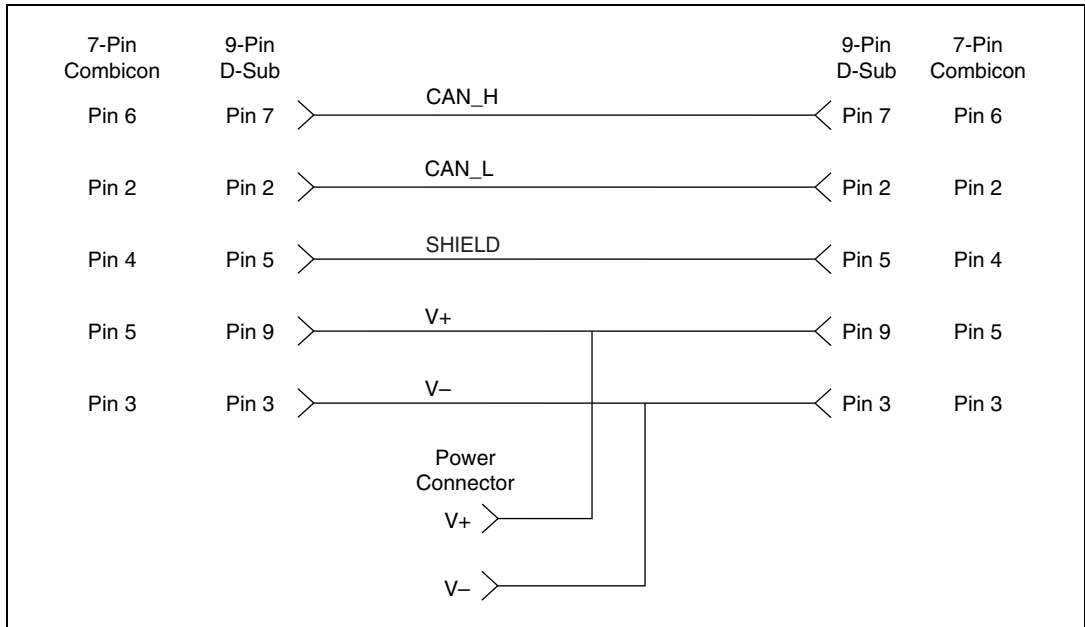 7-Pin Combicon 9-Pin D-Sub 9-Pin D-Sub 7-Pin Combicon
Pin 6 Pin 7 CAN_H Pin 7 Pin 6
Pin 2 Pin 2 CAN_L Pin 2 Pin 2
Pin 4 Pin 5 SHIELD Pin 5 Pin 4
Pin 5 Pin 9 V+ Pin 9 Pin 5
Pin 3 Pin 3 V– Pin 3 Pin 3
Power
Connector
V+
V–